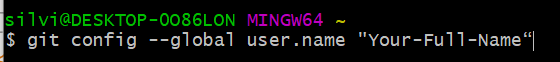 silvi@DESKTOP-OO86LON MINGW64 ~
$ git config --global user.name "Your-Full-Name“